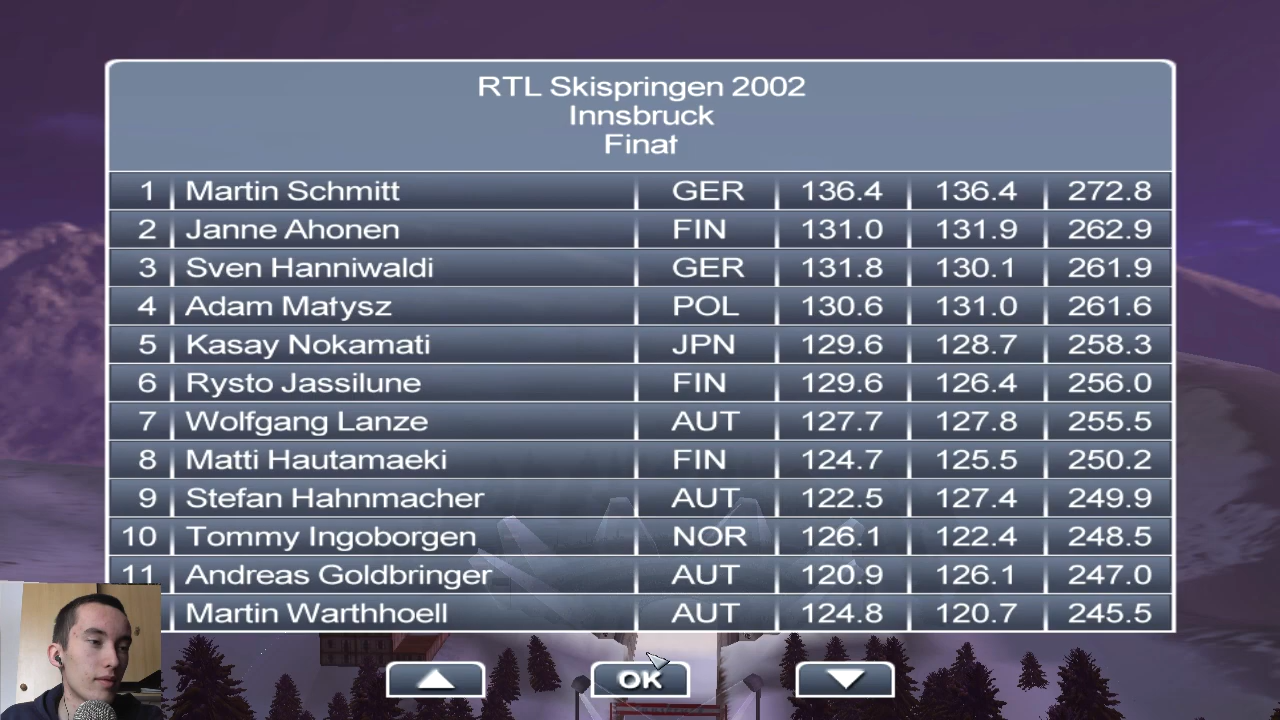 RTL Skispringen 2002
Innsbruck
Finał
1 Martin Schmitt GER 136.4 136.4 272.8
2 Janne Ahonen FIN 131.0 131.9 262.9
3 Sven Hanniwaldi GER 131.8 130.1 261.9
4 Adam Małysz POL 130.6 131.0 261.6
5 Kasay Nokamati JPN 129.6 128.7 258.3
6 Rysto Jassilune FIN 129.6 126.4 256.0
7 Wolfgang Lanze AUT 127.7 127.8 255.5
8 Matti Hautamaeki FIN 124.7 125.5 250.2
9 Stefan Hahnmacher AUT 122.5 127.4 249.9
10 Tommy Ingoborgen NOR 126.1 122.4 248.5
11 Andreas Goldbringer AUT 120.9 126.1 247.0
Martin Warthhoell AUT 124.8 120.7 245.5
OK